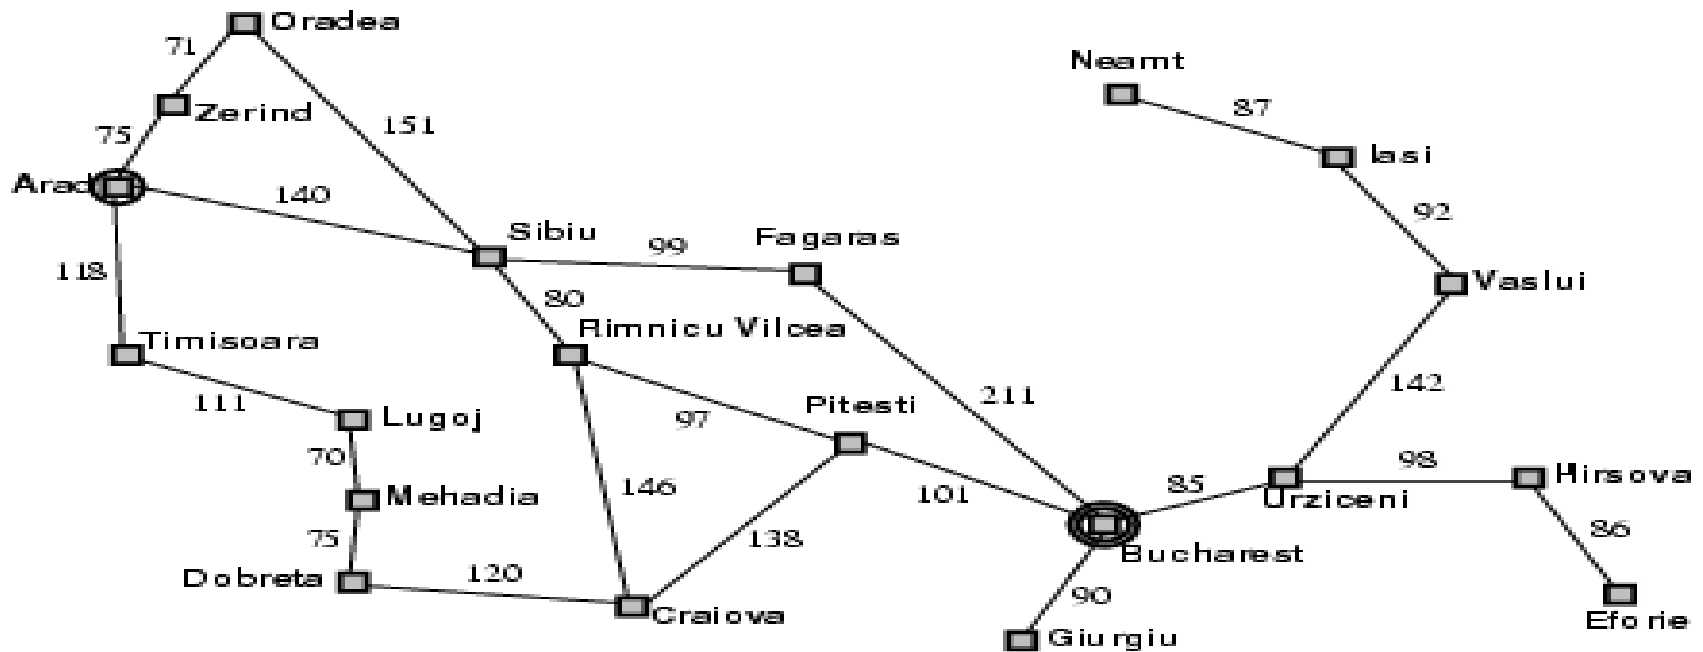 Oradea
71
Neamt
87
Zerind
75
151
Iasi
Arad
140
92
Sibiu
99
Fagaras
118
80
Vaslui
Rimnicu Vilcea
Timisoara
142
111
211
Lugoj
97
Pitesti
70
98
Hirsova
Mehadia
146
101
85
Urziceni
75
138
86
Bucharest
Dobreta
120
90
Craiova
Eforie
Giurgiu